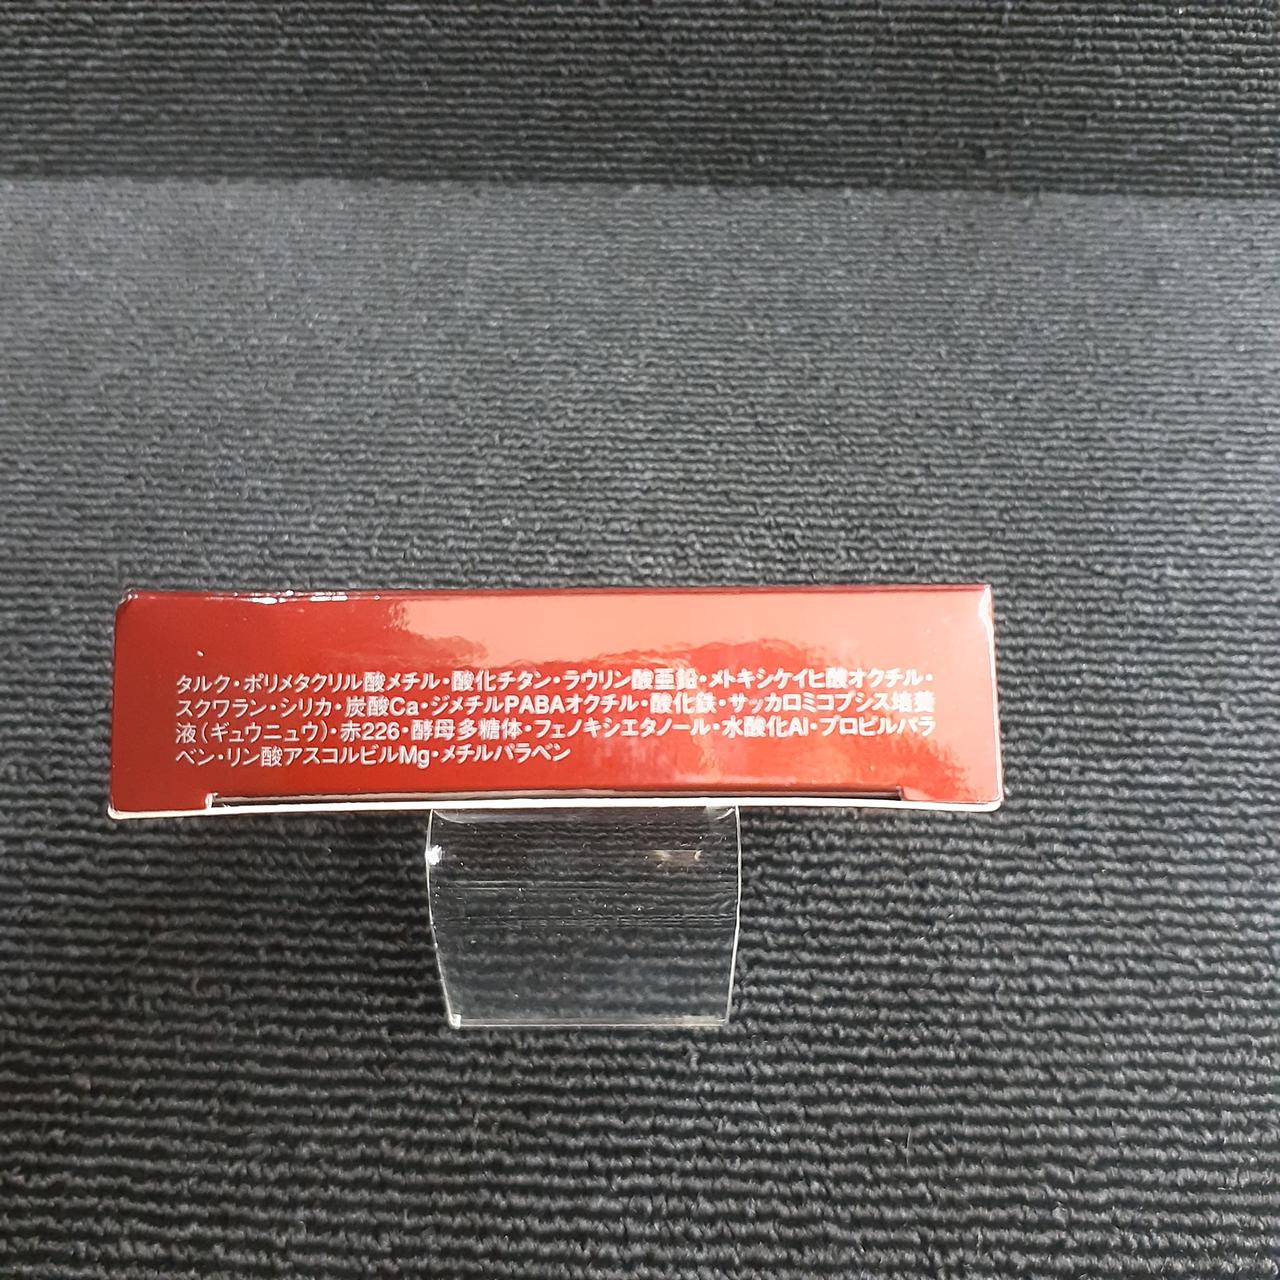 タルク・ポリメタクリル酸メチル・酸化チタン・ラウリン酸亜鉛・メトキシケイヒ酸オクチル・
スクワラン・シリカ・炭酸Ca・ジメチルPABAオクチル・酸化鉄・サッカロミコプシス培養
液(ギュウニュウ)・赤226・酵母多糖体・フェノキシエタノール・水酸化Al・プロピルパラ
ベン・リン酸アスコルビルMg・メチルパラベン